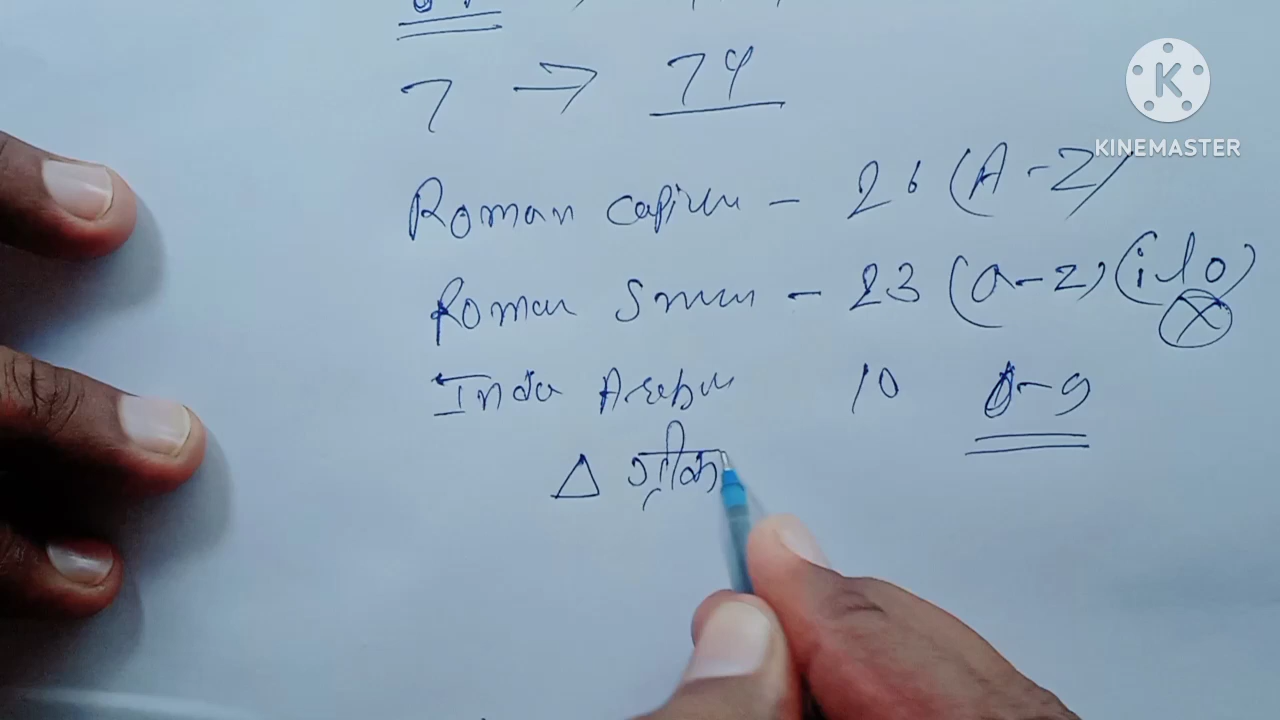 7 → 74
KINEMASTER
Roman Capital - 26 (A-Z)
Roman Small - 23 (a-z) (i l o)
Indo Arabic 10 0-9
Δ ग्रीक